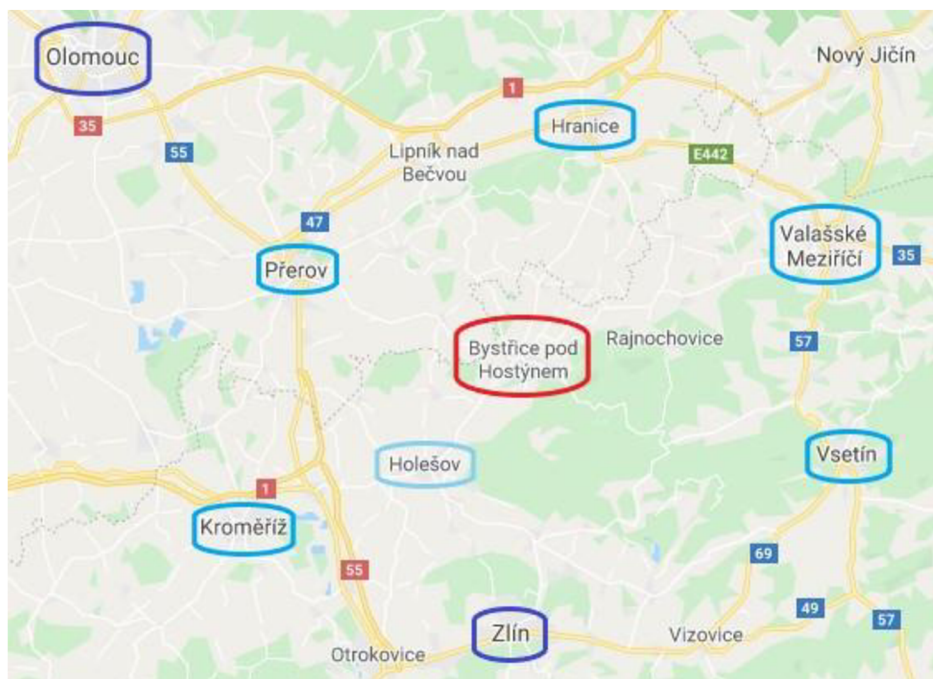 Olomouc
Nový Jičín
1
35
55
Hranice
Lipník nad
Bečvou
E442
47
Valašské
Meziříčí
35
Přerov
Bystřice pod
Hostýnem
Rajnochovice
57
Holešov
Vsetín
1
Kroměříž
55
69
49
57
Zlín
Vizovice
Otrokovice